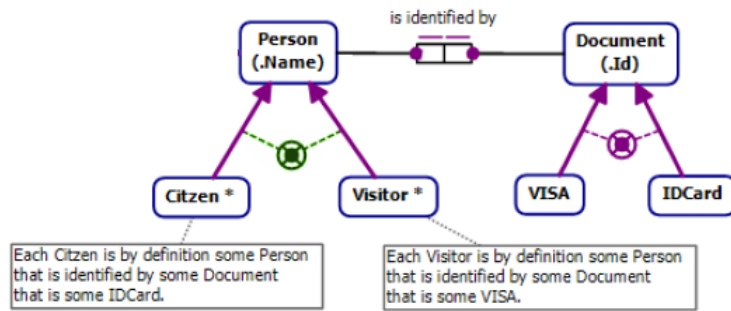 is identified by
Person
(.Name)
Document
(.Id)
Citzen *
Visitor *
VISA
IDCard
Each Citzen is by definition some Person
that is identified by some Document
that is some IDCard.
Each Visitor is by definition some Person
that is identified by some Document
that is some VISA.